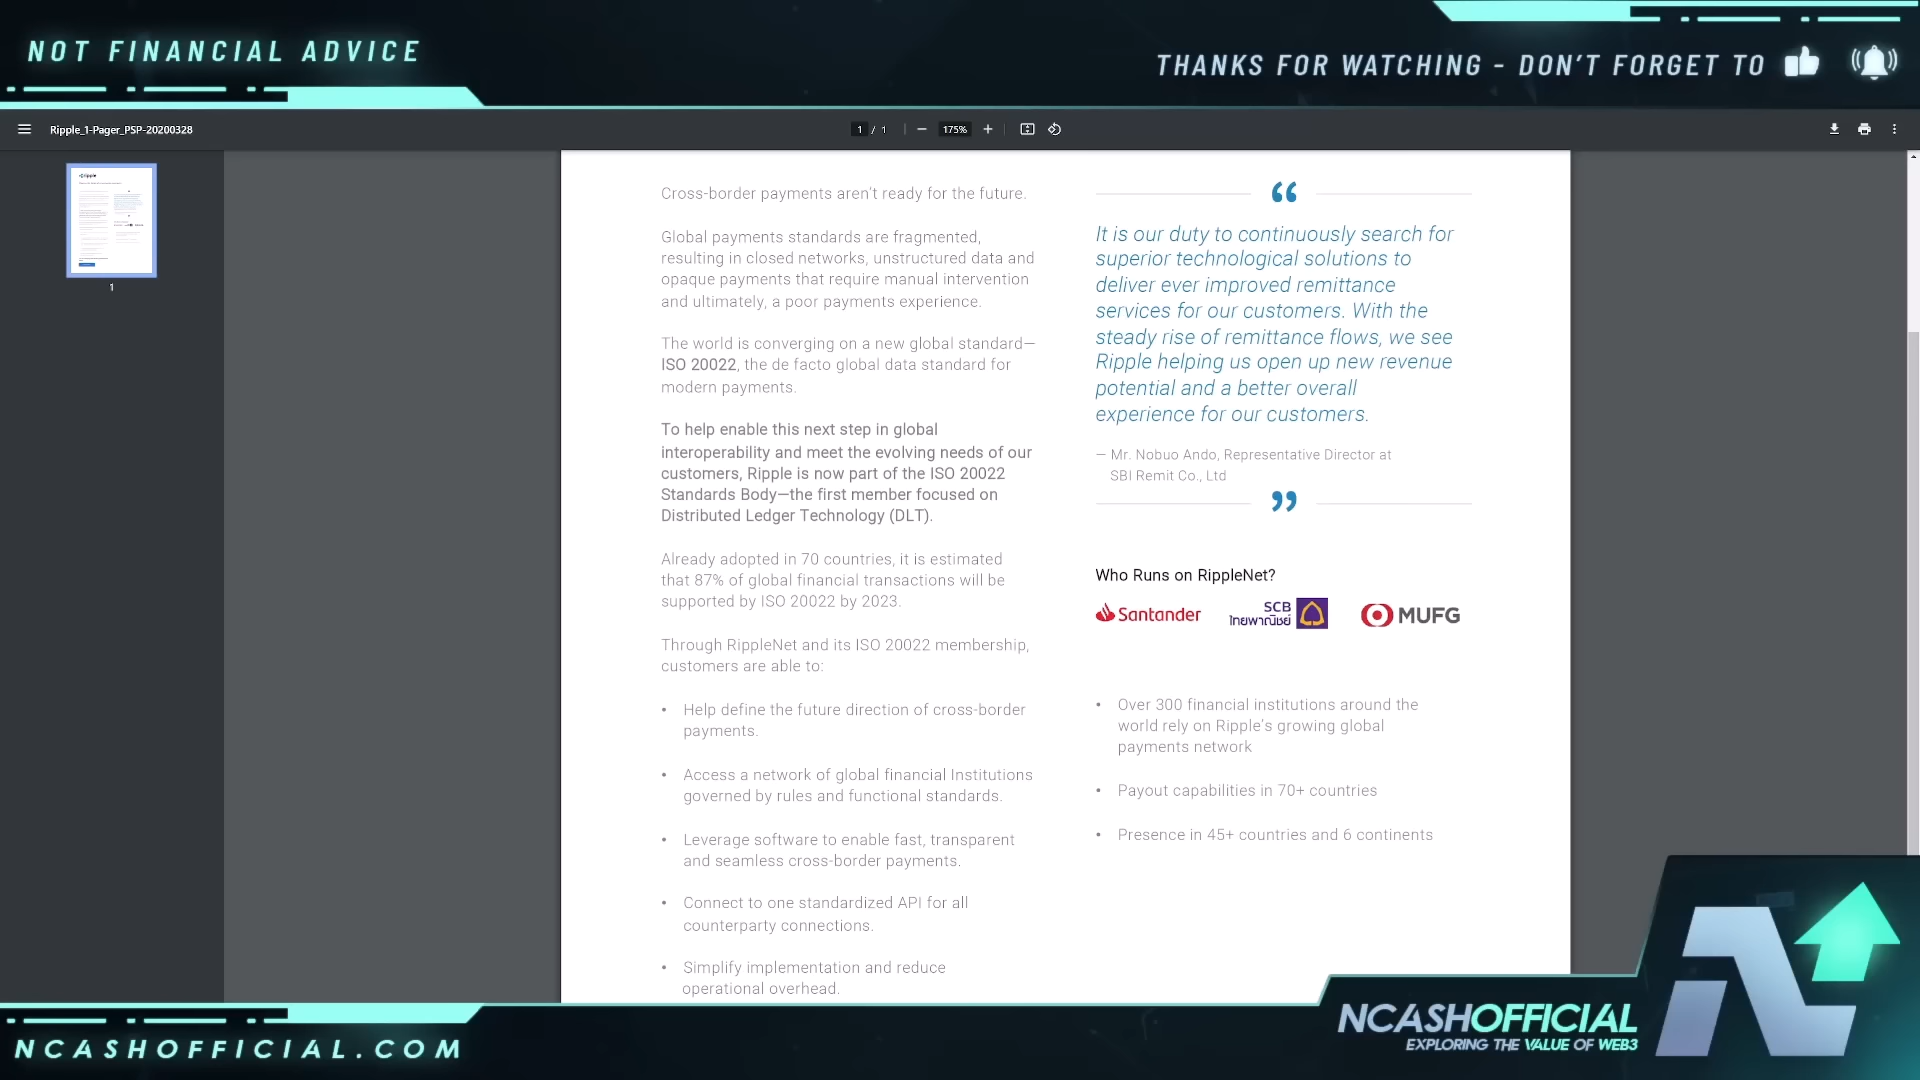 NOT FINANCIAL ADVICE
THANKS FOR WATCHING - DON'T FORGET TO
Ripple_1-Pager_PSP-20200328
1 / 1
175%
1
Cross-border payments aren't ready for the future.
Global payments standards are fragmented,
resulting in closed networks, unstructured data and
opaque payments that require manual intervention
and ultimately, a poor payments experience.
The world is converging on a new global standard—
ISO 20022, the de facto global data standard for
modern payments.
To help enable this next step in global
interoperability and meet the evolving needs of our
customers, Ripple is now part of the ISO 20022
Standards Body—the first member focused on
Distributed Ledger Technology (DLT).
Already adopted in 70 countries, it is estimated
that 87% of global financial transactions will be
supported by ISO 20022 by 2023.
Through RippleNet and its ISO 20022 membership,
customers are able to:
• Help define the future direction of cross-border
payments.
• Access a network of global financial Institutions
governed by rules and functional standards.
• Leverage software to enable fast, transparent
and seamless cross-border payments.
• Connect to one standardized API for all
counterparty connections.
• Simplify implementation and reduce
operational overhead.
“
It is our duty to continuously search for
superior technological solutions to
deliver ever improved remittance
services for our customers. With the
steady rise of remittance flows, we see
Ripple helping us open up new revenue
potential and a better overall
experience for our customers.
— Mr. Nobuo Ando, Representative Director at
SBI Remit Co., Ltd
”
Who Runs on RippleNet?
Santander
SCB
ไทยพาณิชย์
MUFG
• Over 300 financial institutions around the
world rely on Ripple's growing global
payments network
• Payout capabilities in 70+ countries
• Presence in 45+ countries and 6 continents
NCASHOFFICIAL.COM
NCASHOFFICIAL
EXPLORING THE VALUE OF WEB3